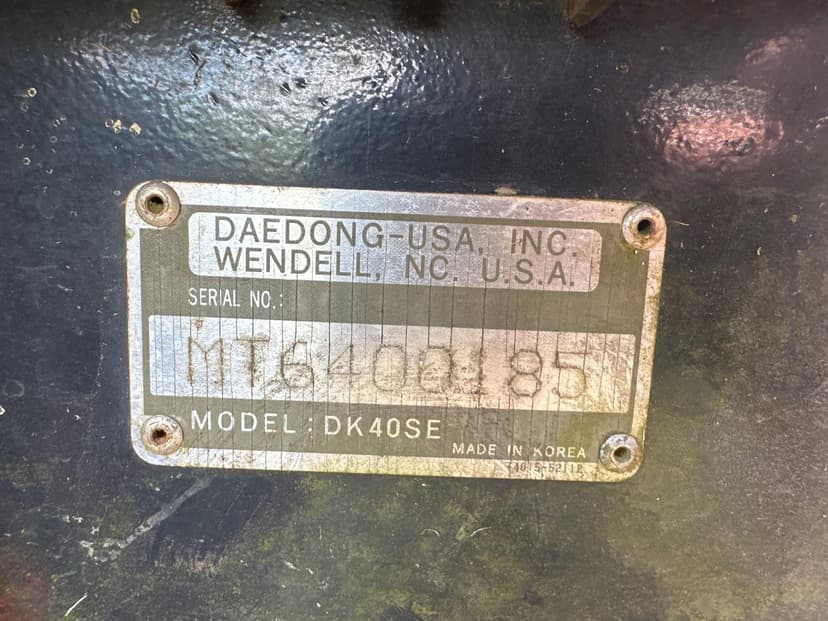 DAEDONG-USA, INC.
WENDELL, NC. U.S.A.
SERIAL NO.:
MT6400185
MODEL: DK40SE
MADE IN KOREA